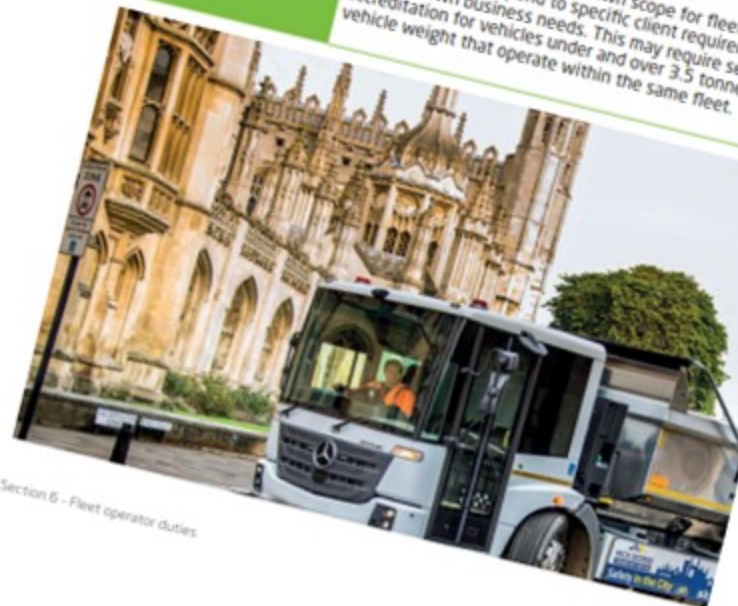 scope for fleet
to specific client require
business needs. This may require se
accreditation for vehicles under and over 3.5 tonne
vehicle weight that operate within the same fleet.
ZONE
Safety in the City
Section 6 - Fleet operator duties